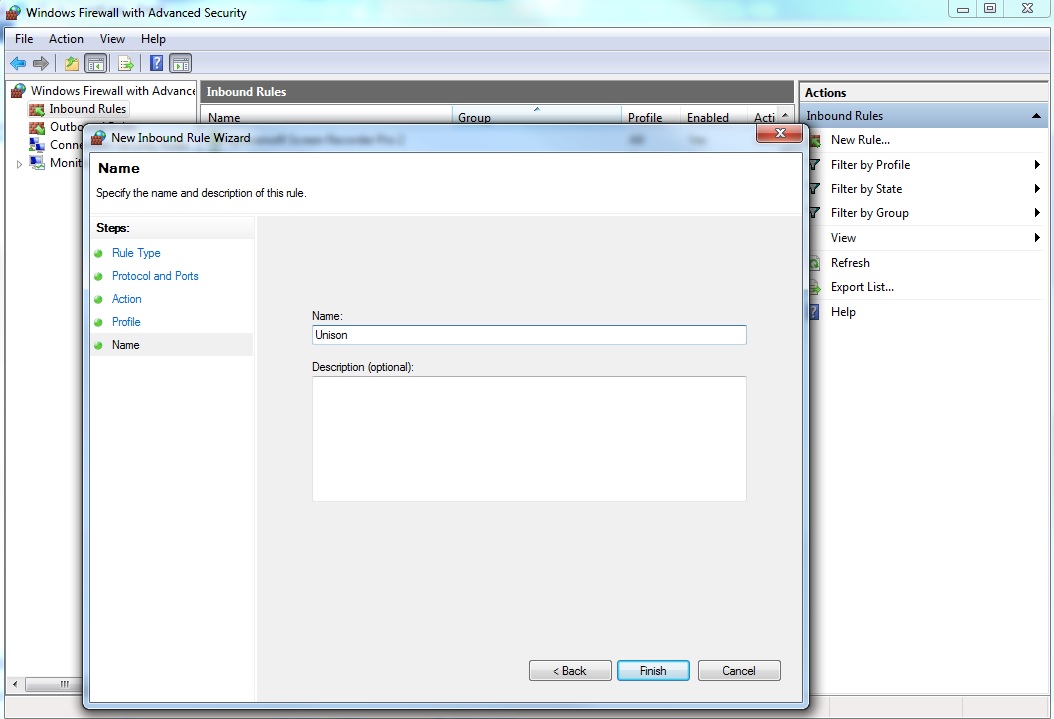 Windows Firewall with Advanced Security
File Action View Help
Windows Firewall with Advance
Inbound Rules
Outbo
Conne
Monit
Inbound Rules
Name Group Profile Enabled Acti
New Inbound Rule Wizard
Name
Specify the name and description of this rule.
Steps:
Rule Type
Protocol and Ports
Action
Profile
Name
Name:
Unison
Description (optional):
< Back Finish Cancel
Actions
Inbound Rules
New Rule...
Filter by Profile
Filter by State
Filter by Group
View
Refresh
Export List...
Help